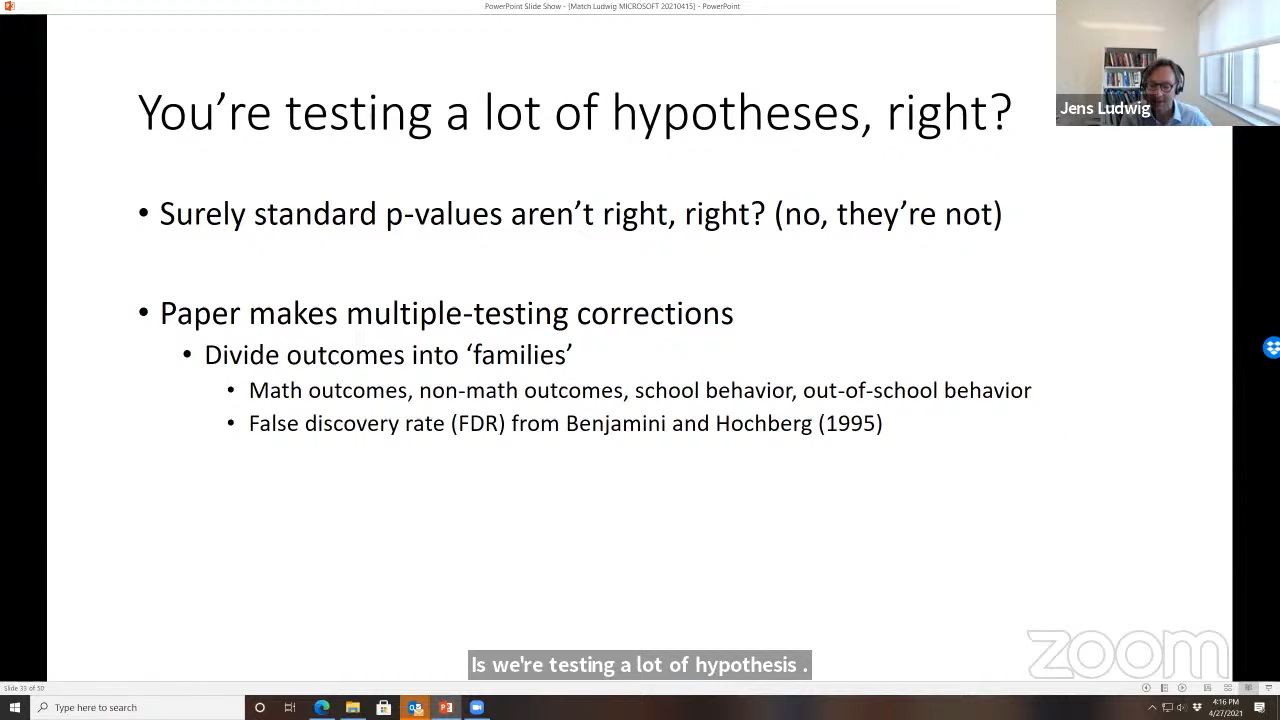 PowerPoint Slide Show - [Match Ludwig MICROSOFT 20210415] - PowerPoint
Jens Ludwig
You're testing a lot of hypotheses, right?
• Surely standard p-values aren't right, right? (no, they're not)
• Paper makes multiple-testing corrections
• Divide outcomes into 'families'
• Math outcomes, non-math outcomes, school behavior, out-of-school behavior
• False discovery rate (FDR) from Benjamini and Hochberg (1995)
zoom
Is we're testing a lot of hypothesis .
Slide 33 of 50
Type here to search
4:16 PM
4/27/2021